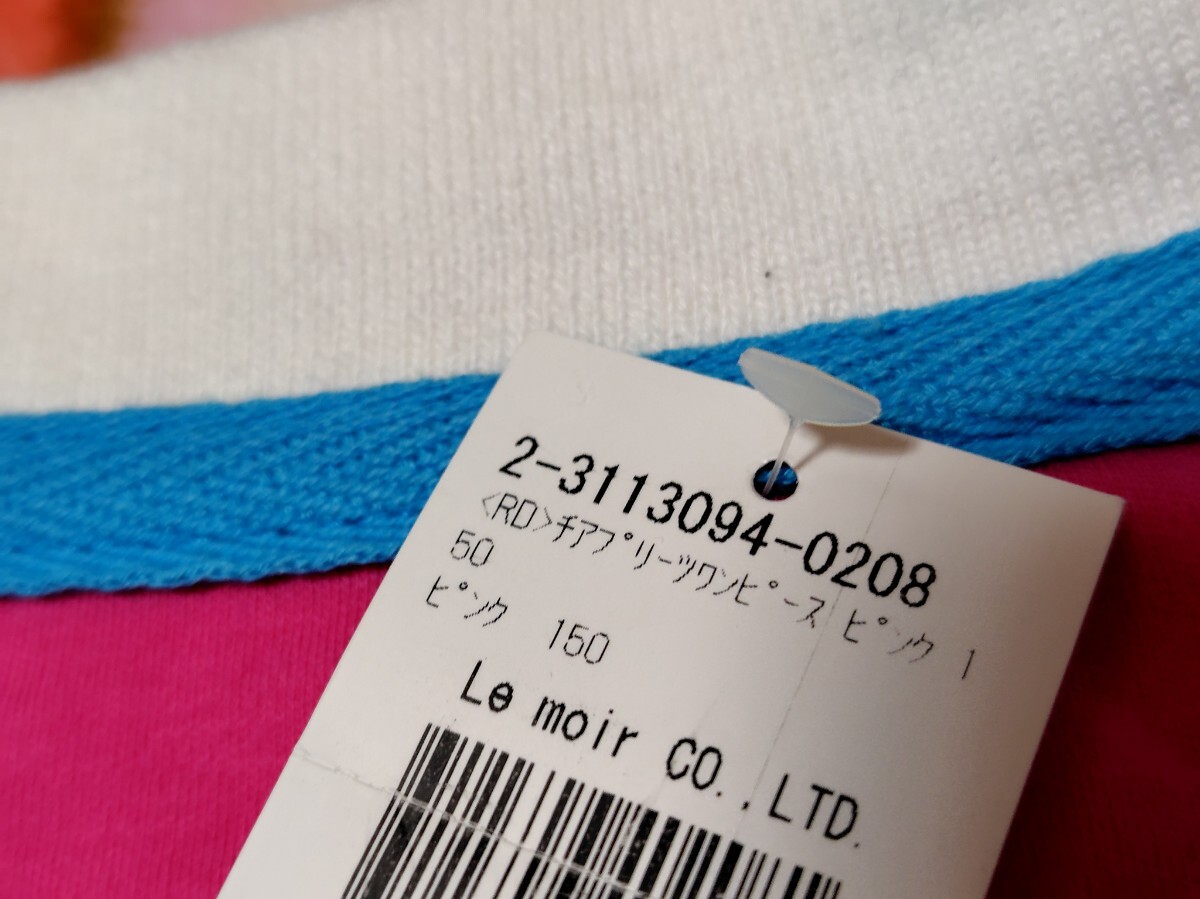 2-3113094-0208
<RD>ﾁｱﾌﾟﾘｰﾂﾜﾝﾋﾟｰｽ ﾋﾟﾝｸ 1
50
ﾋﾟﾝｸ 150
Le moir CO.,LTD.